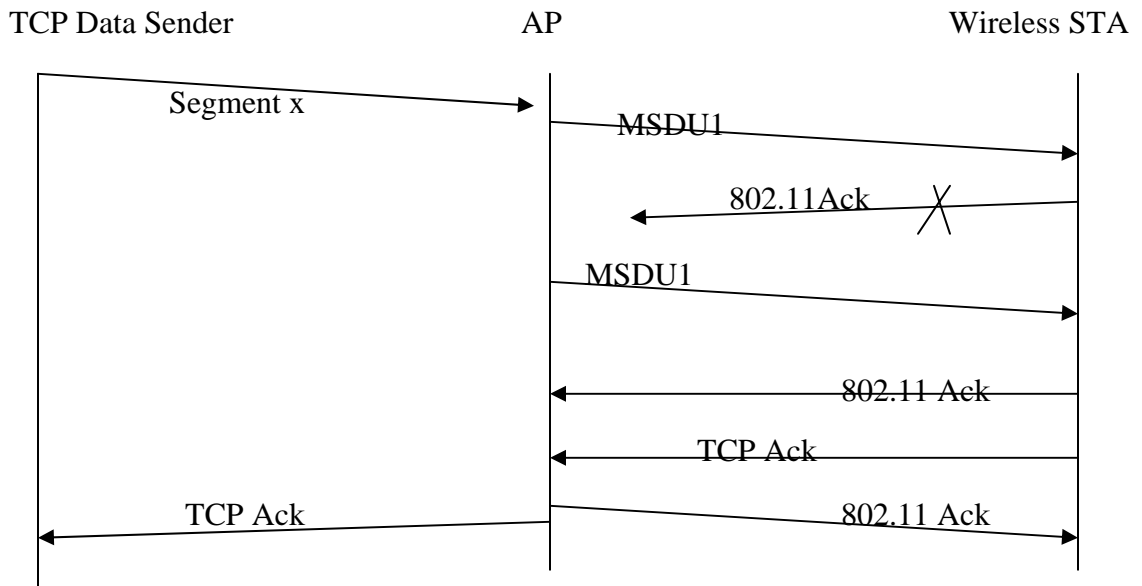 TCP Data Sender AP Wireless STA
Segment x
MSDU1
802.11Ack
MSDU1
802.11 Ack
TCP Ack
TCP Ack 802.11 Ack